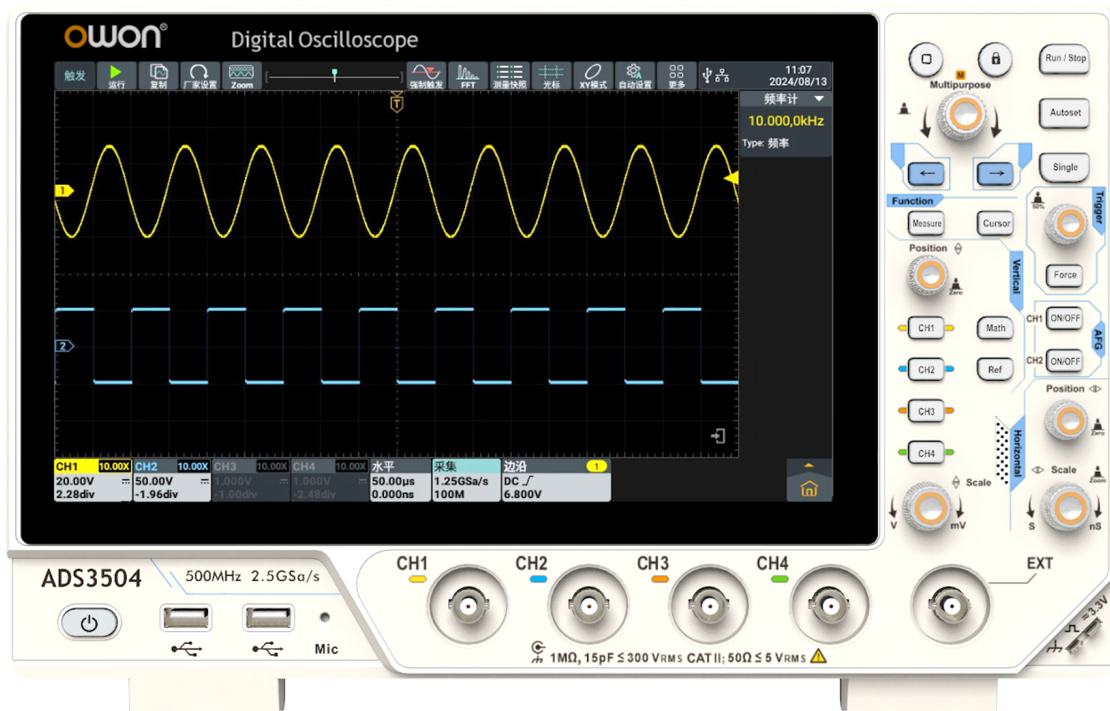 OWON®
Digital Oscilloscope
触发
运行
复制
厂家设置
Zoom
T
强制触发
FFT
测量快照
光标
XY模式
自动设置
更多
11:07
2024/08/13
频率计
10.000,0kHz
Type: 频率
1
2
CH1 10.00X
20.00V
2.28div
CH2 10.00X
50.00V
-1.96div
CH3 10.00X
1.000V
-1.00div
CH4 10.00X
1.000V
-2.48div
水平
50.00μs
0.000ns
采集
1.25GSa/s
100M
边沿 1
DC
6.800V
Run / Stop
M
Multipurpose
Autoset
Single
← →
Function
Measure
Cursor
50%
Trigger
Position
Zero
Vertical
Force
CH1
Math
CH1 ON/OFF
AFG
CH2
Ref
CH2 ON/OFF
CH3
CH4
Position
Zero
Horizontal
Scale
Zoom
Scale
V mV
S nS
ADS3504
500MHz 2.5GSa/s
Mic
CH1
CH2
CH3
CH4
EXT
1MΩ, 15pF ≤ 300 VRMS CAT II; 50Ω ≤ 5 VRMS
≈3.3V